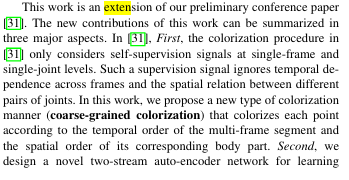 This work is an extension of our preliminary conference paper
[31]. The new contributions of this work can be summarized in
three major aspects. In [31], First, the colorization procedure in
[31] only considers self-supervision signals at single-frame and
single-joint levels. Such a supervision signal ignores temporal de-
pendence across frames and the spatial relation between different
pairs of joints. In this work, we propose a new type of colorization
manner (coarse-grained colorization) that colorizes each point
according to the temporal order of the multi-frame segment and
the spatial order of its corresponding body part. Second, we
design a novel two-stream auto-encoder network for learning